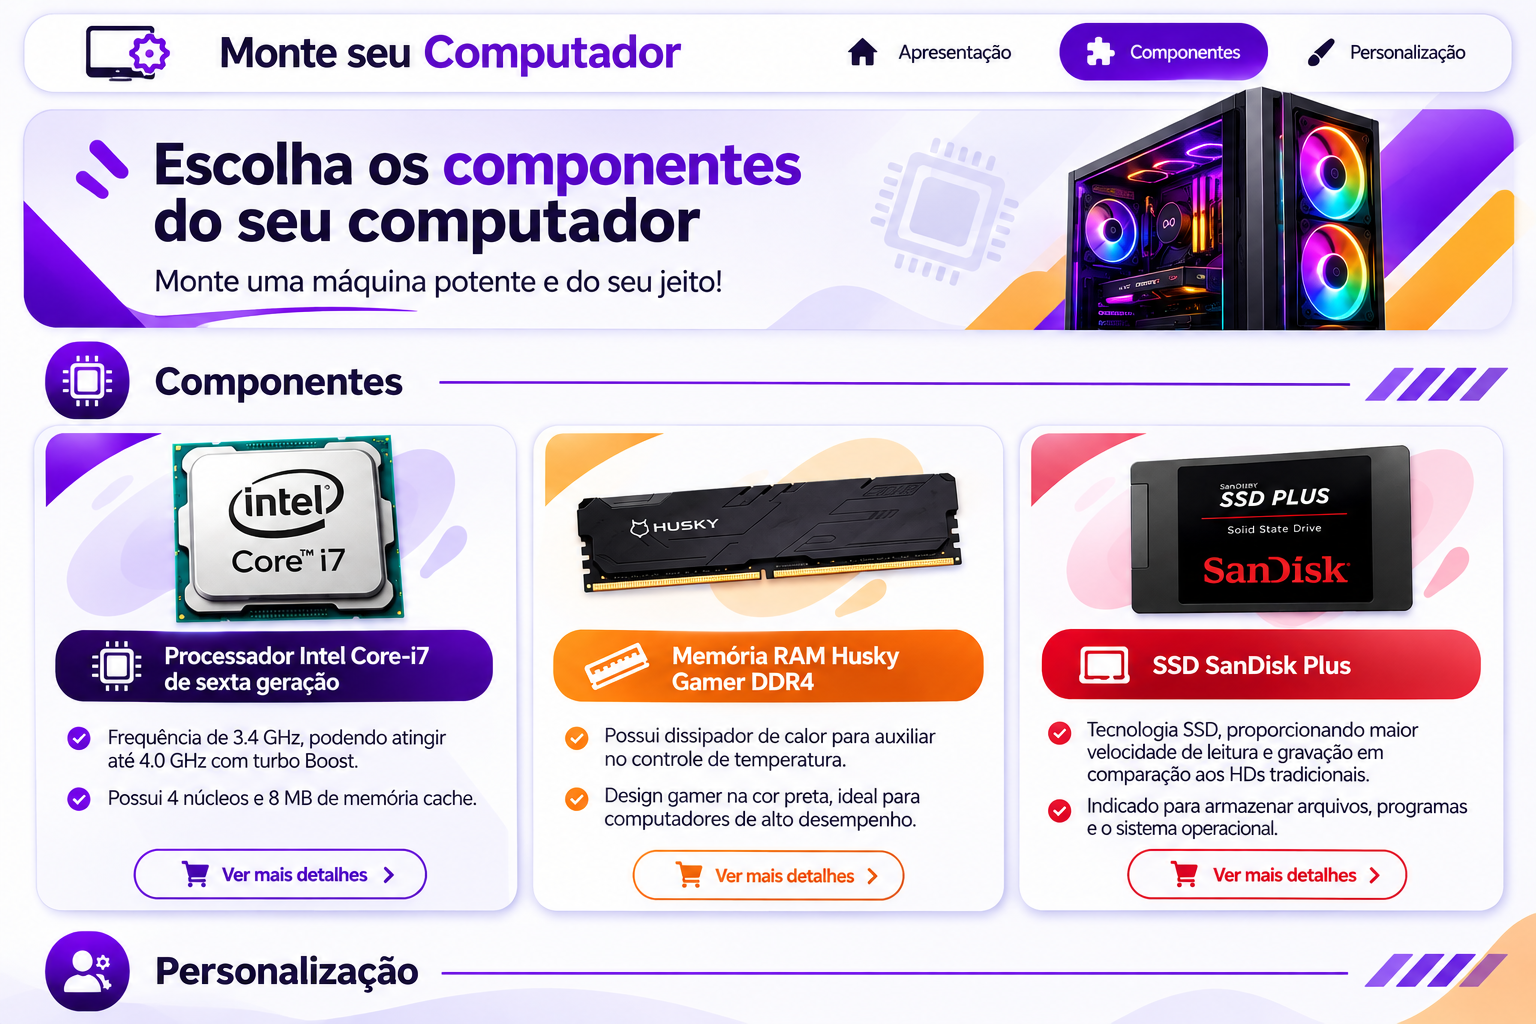 Monte seu Computador
Apresentação
Componentes
Personalização
Escolha os componentes
do seu computador
Monte uma máquina potente e do seu jeito!
Componentes
intel
Core™ i7
HUSKY
SSD PLUS
Solid State Drive
SanDisk
Processador Intel Core-i7
de sexta geração
Memória RAM Husky
Gamer DDR4
SSD SanDisk Plus
Frequência de 3.4 GHz, podendo atingir
até 4.0 GHz com turbo Boost.
Possui 4 núcleos e 8 MB de memória cache.
Possui dissipador de calor para auxiliar
no controle de temperatura.
Design gamer na cor preta, ideal para
computadores de alto desempenho.
Tecnologia SSD, proporcionando maior
velocidade de leitura e gravação em
comparação aos HDs tradicionais.
Indicado para armazenar arquivos, programas
e o sistema operacional.
Ver mais detalhes
Ver mais detalhes
Ver mais detalhes
Personalização